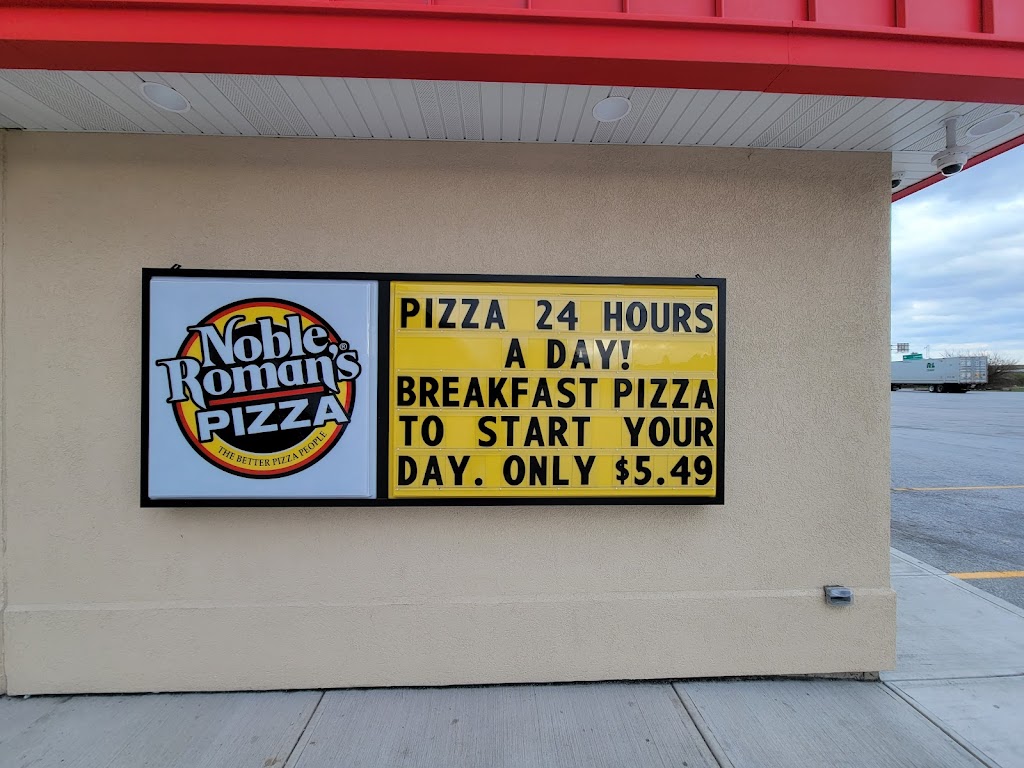 Noble
Roman's®
PIZZA
THE BETTER PIZZA PEOPLE
PIZZA 24 HOURS
A DAY!
BREAKFAST PIZZA
TO START YOUR
DAY. ONLY $5.49